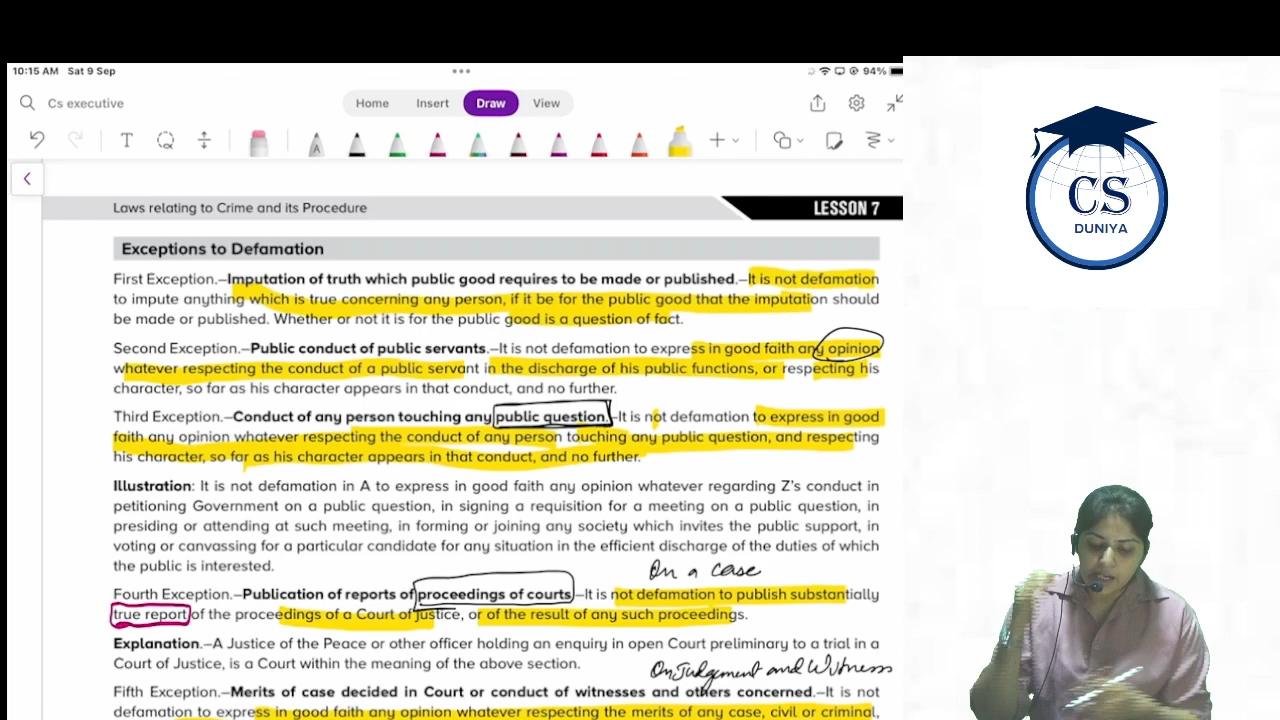 10:15 AM Sat 9 Sep
94%
Cs executive
Home Insert Draw View
T
A
Laws relating to Crime and its Procedure
LESSON 7
CS
DUNIYA
Exceptions to Defamation
First Exception.–Imputation of truth which public good requires to be made or published.–It is not defamation
to impute anything which is true concerning any person, if it be for the public good that the imputation should
be made or published. Whether or not it is for the public good is a question of fact.
Second Exception.–Public conduct of public servants.–It is not defamation to express in good faith any opinion
whatever respecting the conduct of a public servant in the discharge of his public functions, or respecting his
character, so far as his character appears in that conduct, and no further.
Third Exception.–Conduct of any person touching any public question.–It is not defamation to express in good
faith any opinion whatever respecting the conduct of any person touching any public question, and respecting
his character, so far as his character appears in that conduct, and no further.
Illustration: It is not defamation in A to express in good faith any opinion whatever regarding Z's conduct in
petitioning Government on a public question, in signing a requisition for a meeting on a public question, in
presiding or attending at such meeting, in forming or joining any society which invites the public support, in
voting or canvassing for a particular candidate for any situation in the efficient discharge of the duties of which
the public is interested.
On a case
Fourth Exception.–Publication of reports of proceedings of courts–It is not defamation to publish substantially
true report of the proceedings of a Court of justice, or of the result of any such proceedings.
Explanation.–A Justice of the Peace or other officer holding an enquiry in open Court preliminary to a trial in a
Court of Justice, is a Court within the meaning of the above section.
On Judgement and Witness
Fifth Exception.–Merits of case decided in Court or conduct of witnesses and others concerned.–It is not
defamation to express in good faith any opinion whatever respecting the merits of any case, civil or criminal,